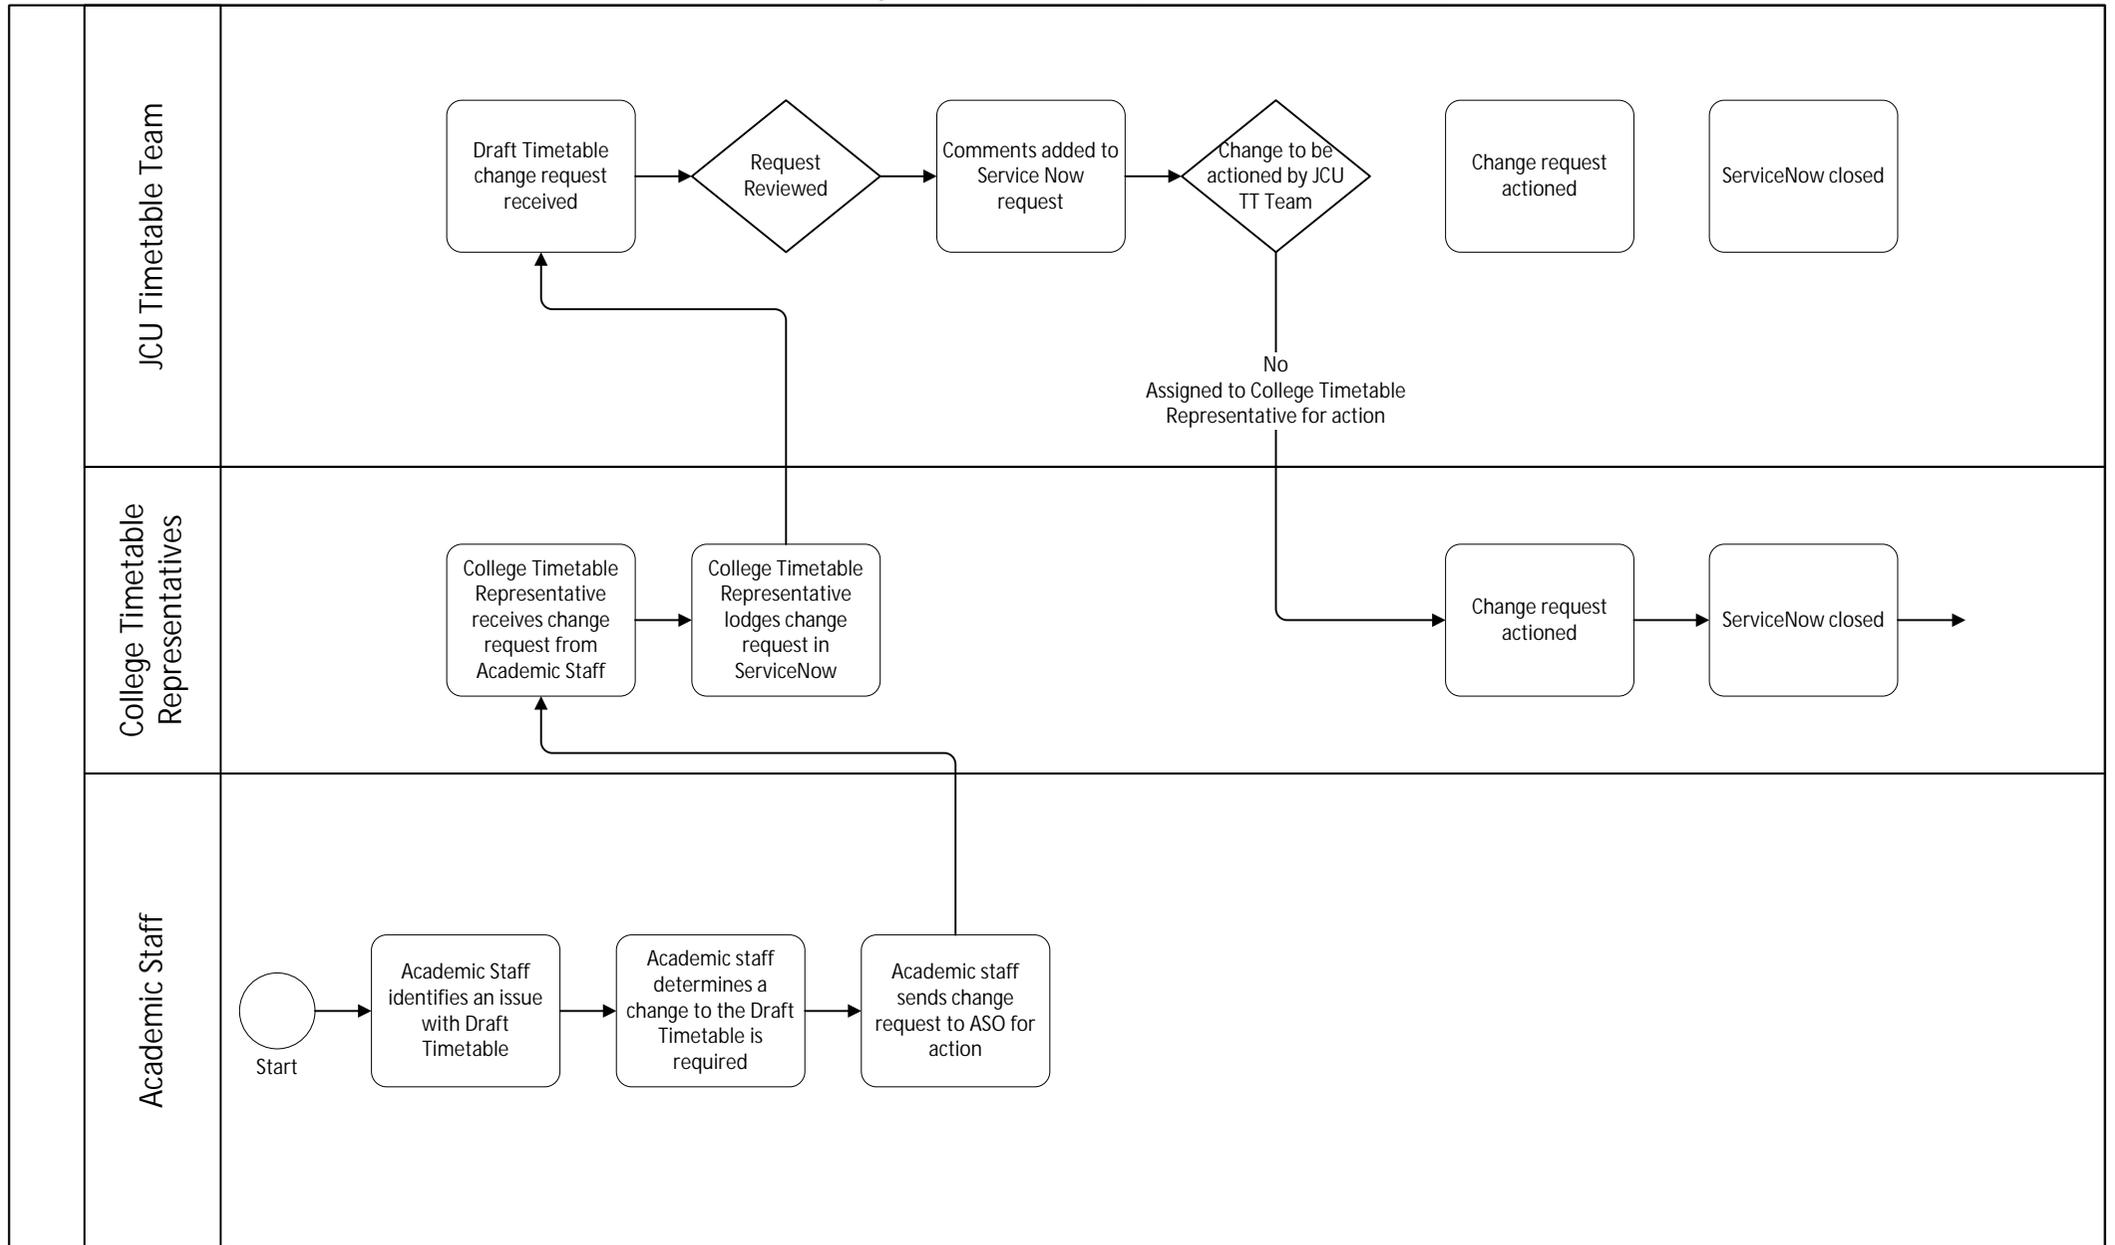 JCU Timetable Team
Draft Timetable
change request
received
Request
Reviewed
Comments added to
Service Now
request
Change to be
actioned by JCU
TT Team
Change request
actioned
ServiceNow closed
No
Assigned to College Timetable
Representative for action
College Timetable
Representatives
College Timetable
Representative
receives change
request from
Academic Staff
College Timetable
Representative
lodges change
request in
ServiceNow
Change request
actioned
ServiceNow closed
Academic Staff
Start
Academic Staff
identifies an issue
with Draft
Timetable
Academic staff
determines a
change to the Draft
Timetable is
required
Academic staff
sends change
request to ASO for
action